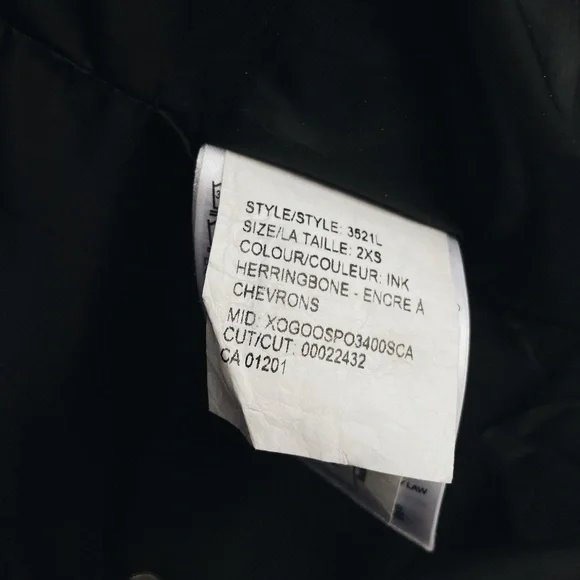 STYLE/STYLE: 3521L
SIZE/LA TAILLE: 2XS
COLOUR/COULEUR: INK
HERRINGBONE - ENCRE À
CHEVRONS
MID: XOGOOSPO3400SCA
CUT/CUT: 00022432
CA 01201
LAW